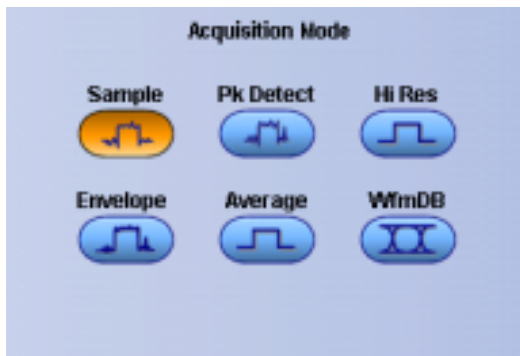 Acquisition Mode
Sample Pk Detect Hi Res
Envelope Average WfmDB